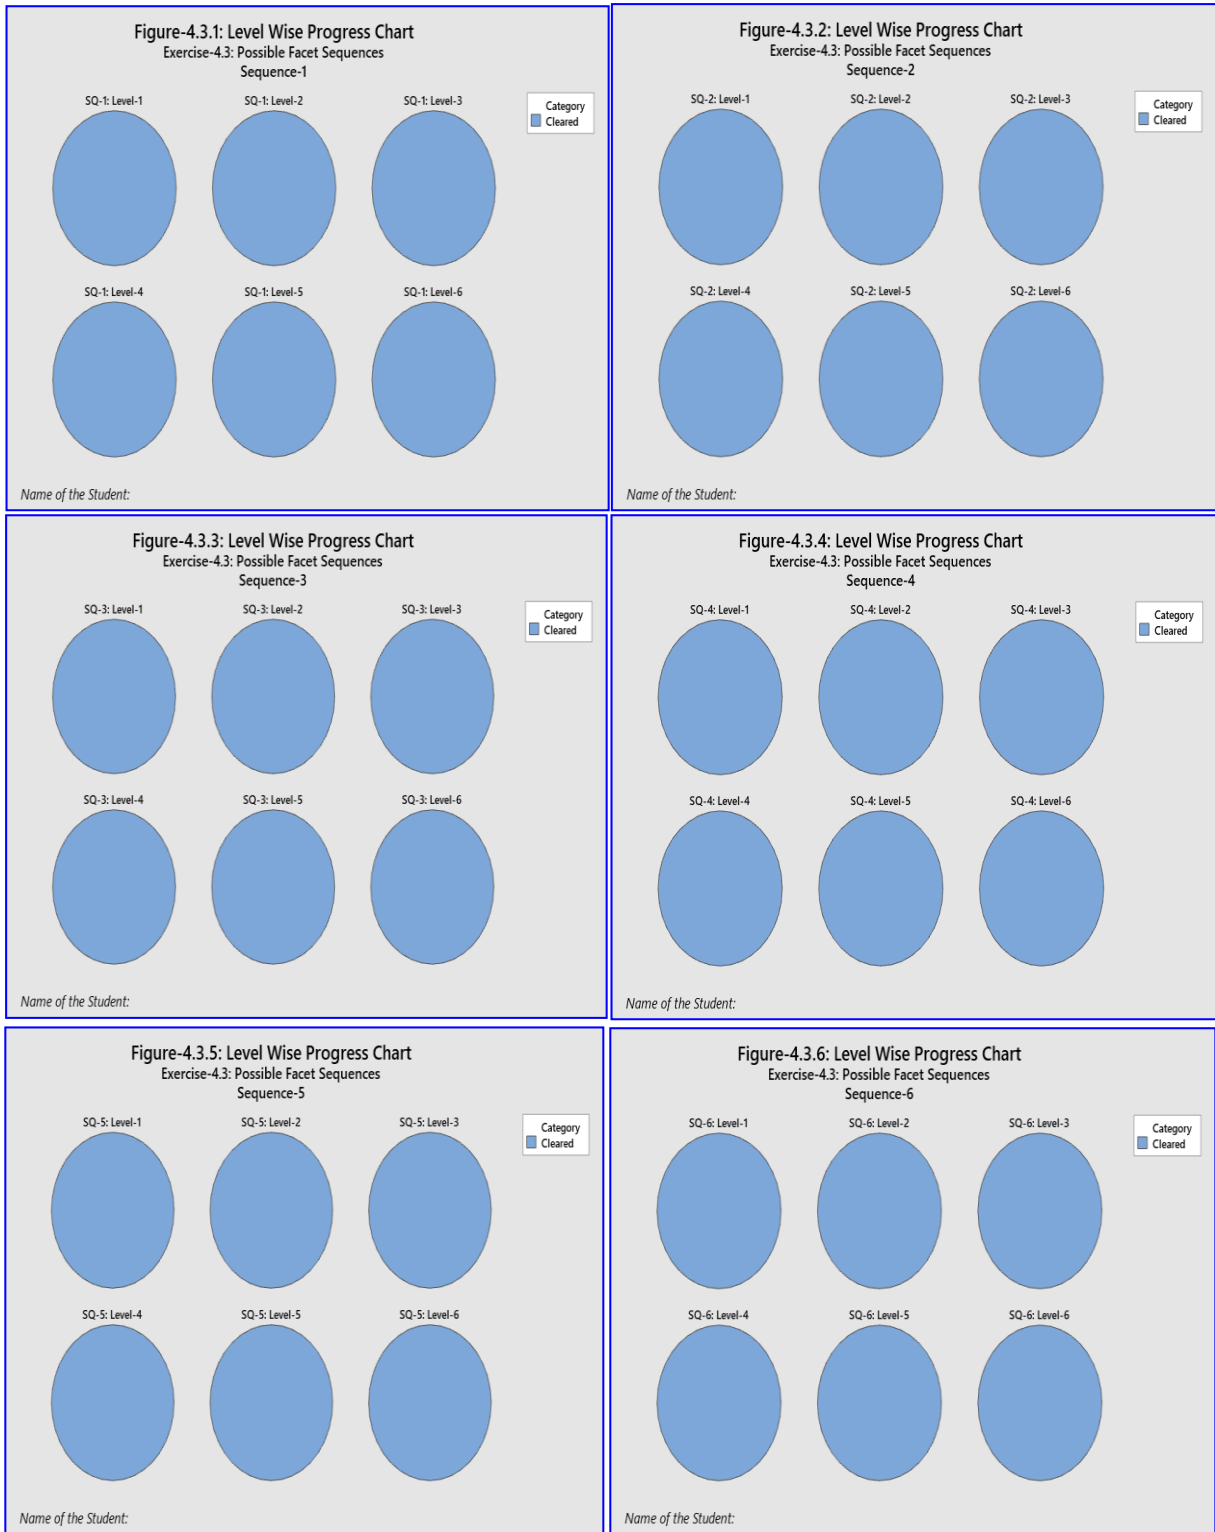 Figure-4.3.1: Level Wise Progress Chart
Exercise-4.3: Possible Facet Sequences
Sequence-1
SQ-1: Level-1 SQ-1: Level-2 SQ-1: Level-3
Category
Cleared
SQ-1: Level-4 SQ-1: Level-5 SQ-1: Level-6
Name of the Student:
Figure-4.3.2: Level Wise Progress Chart
Exercise-4.3: Possible Facet Sequences
Sequence-2
SQ-2: Level-1 SQ-2: Level-2 SQ-2: Level-3
Category
Cleared
SQ-2: Level-4 SQ-2: Level-5 SQ-2: Level-6
Name of the Student:
Figure-4.3.3: Level Wise Progress Chart
Exercise-4.3: Possible Facet Sequences
Sequence-3
SQ-3: Level-1 SQ-3: Level-2 SQ-3: Level-3
Category
Cleared
SQ-3: Level-4 SQ-3: Level-5 SQ-3: Level-6
Name of the Student:
Figure-4.3.4: Level Wise Progress Chart
Exercise-4.3: Possible Facet Sequences
Sequence-4
SQ-4: Level-1 SQ-4: Level-2 SQ-4: Level-3
Category
Cleared
SQ-4: Level-4 SQ-4: Level-5 SQ-4: Level-6
Name of the Student:
Figure-4.3.5: Level Wise Progress Chart
Exercise-4.3: Possible Facet Sequences
Sequence-5
SQ-5: Level-1 SQ-5: Level-2 SQ-5: Level-3
Category
Cleared
SQ-5: Level-4 SQ-5: Level-5 SQ-5: Level-6
Name of the Student:
Figure-4.3.6: Level Wise Progress Chart
Exercise-4.3: Possible Facet Sequences
Sequence-6
SQ-6: Level-1 SQ-6: Level-2 SQ-6: Level-3
Category
Cleared
SQ-6: Level-4 SQ-6: Level-5 SQ-6: Level-6
Name of the Student: